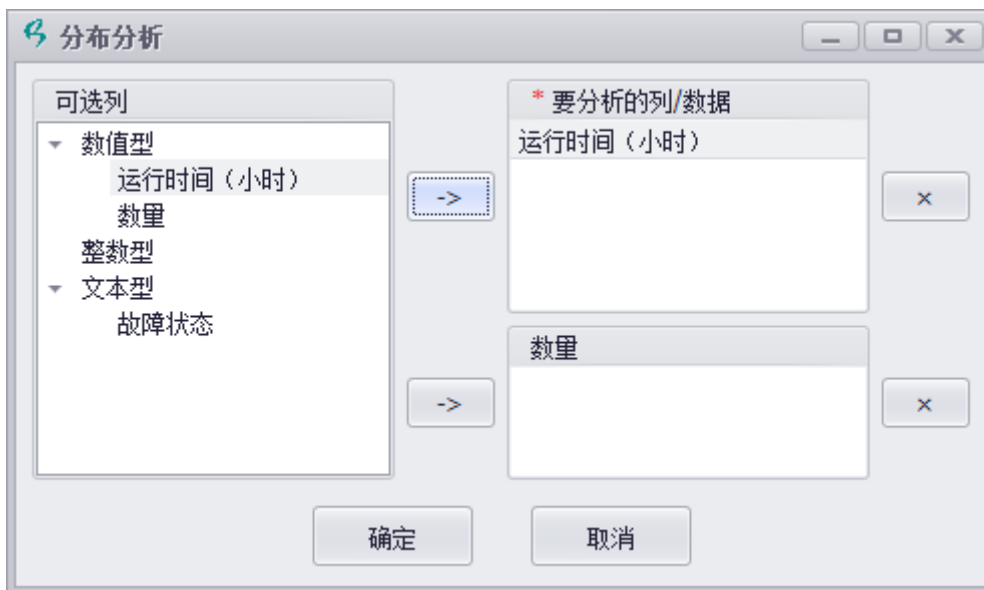 分布分析
可选列
数值型
运行时间（小时）
数量
整数型
文本型
故障状态
->
->
* 要分析的列/数据
运行时间（小时）
×
数量
×
确定
取消